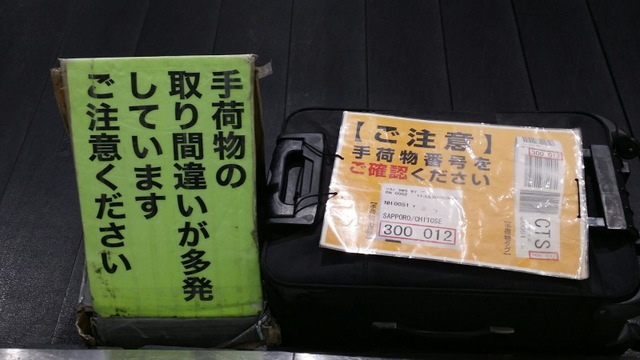 手荷物の
取り間違いが多発
しています
ご注意ください
【ご注意】
手荷物番号を
ご確認ください
NH0051
SAPPORO/CHITOSE
300 012
300 012
CTS